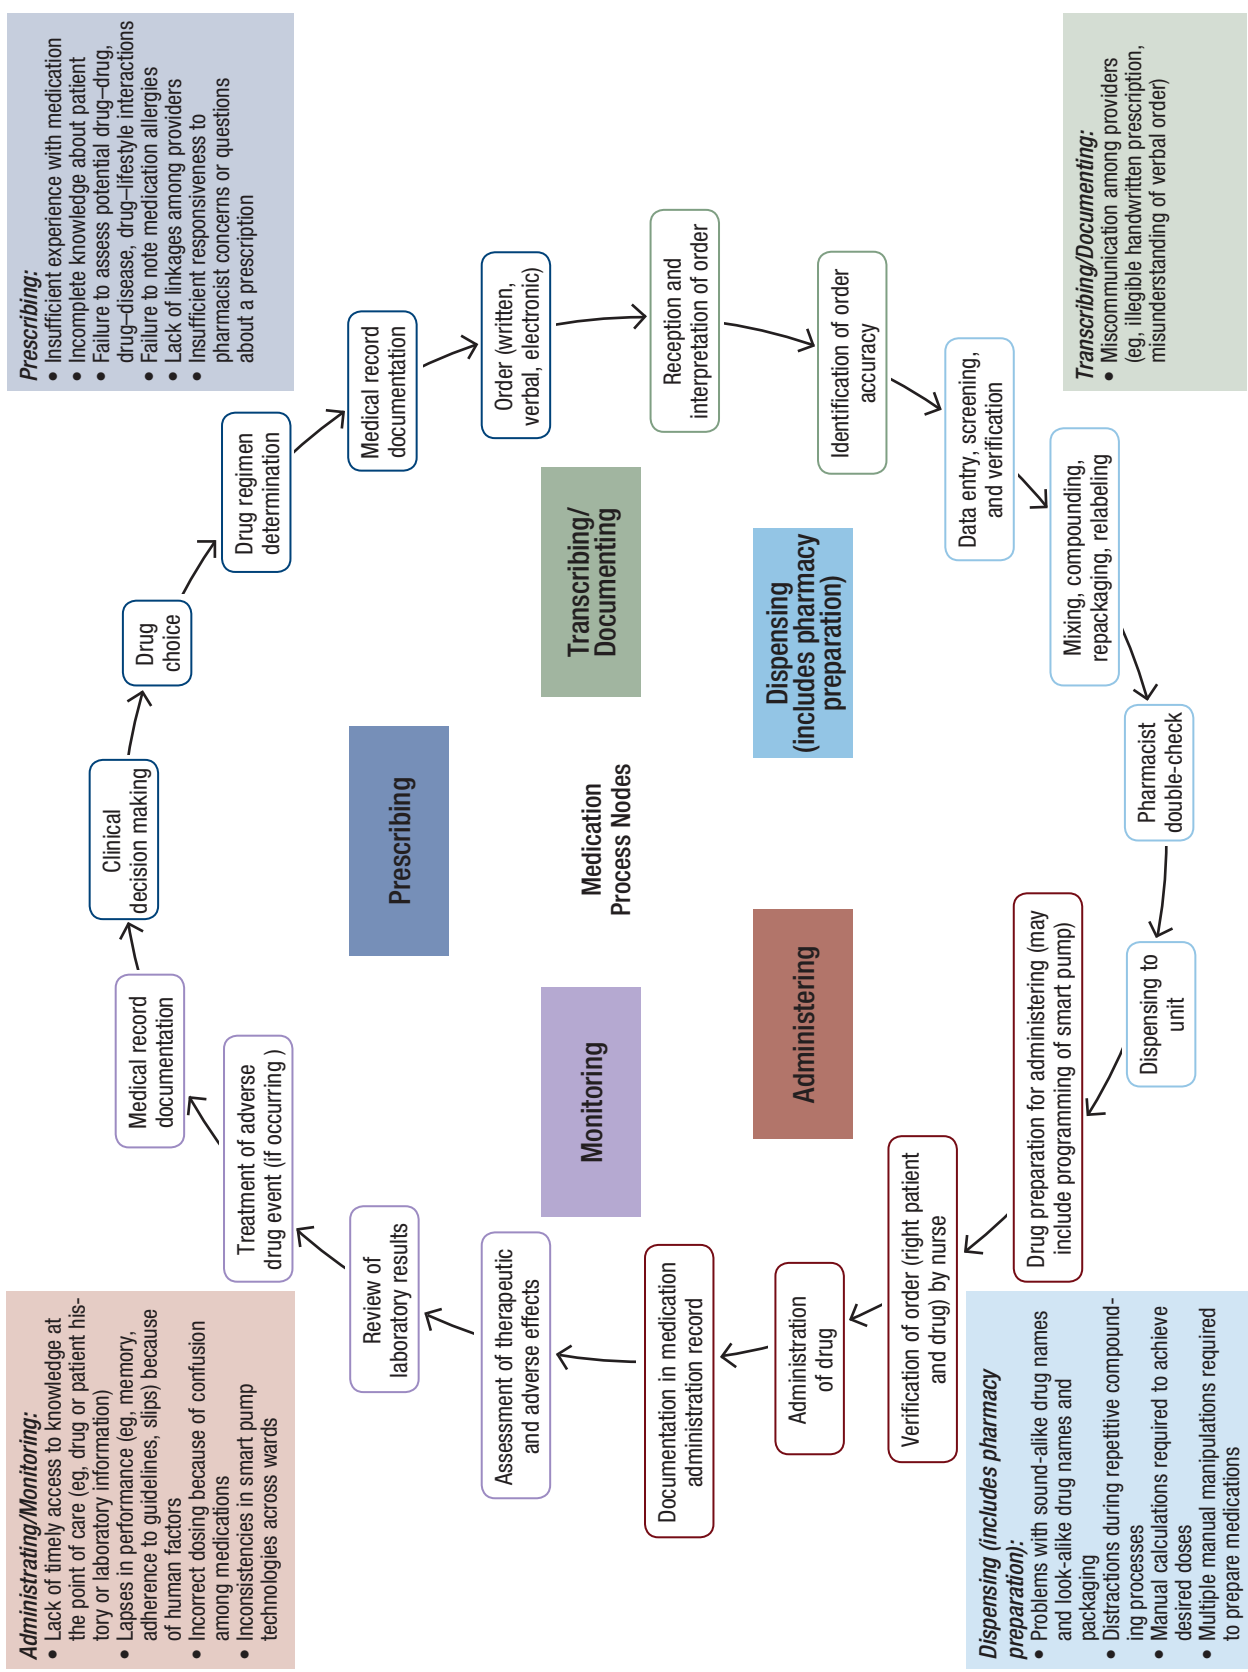 Administrating/Monitoring:
• Lack of timely access to knowledge at
the point of care (eg, drug or patient his-
tory or laboratory information)
• Lapses in performance (eg, memory,
adherence to guidelines, slips) because
of human factors
• Incorrect dosing because of confusion
among medications
• Inconsistencies in smart pump
technologies across wards
Prescribing:
• Insufficient experience with medication
• Incomplete knowledge about patient
• Failure to assess potential drug–drug,
drug–disease, drug–lifestyle interactions
• Failure to note medication allergies
• Lack of linkages among providers
• Insufficient responsiveness to
pharmacist concerns or questions
about a prescription
Clinical
decision making
Drug
choice
Drug regimen
determination
Medical record
documentation
Order (written,
verbal, electronic)
Reception and
interpretation of order
Identification of order
accuracy
Data entry, screening,
and verification
Mixing, compounding,
repackaging, relabeling
Pharmacist
double-check
Dispensing to
unit
Drug preparation for administering (may
include programming of smart pump)
Verification of order (right patient
and drug) by nurse
Administration
of drug
Documentation in medication
administration record
Assessment of therapeutic
and adverse effects
Review of
laboratory results
Treatment of adverse
drug event (if occurring )
Medical record
documentation
Prescribing
Monitoring
Medication
Process Nodes
Transcribing/
Documenting
Administering
Dispensing
(includes pharmacy
preparation)
Dispensing (includes pharmacy
preparation):
• Problems with sound-alike drug names
and look-alike drug names and
packaging
• Distractions during repetitive compound-
ing processes
• Manual calculations required to achieve
desired doses
• Multiple manual manipulations required
to prepare medications
Transcribing/Documenting:
• Miscommunication among providers
(eg, illegible handwritten prescription,
misunderstanding of verbal order)